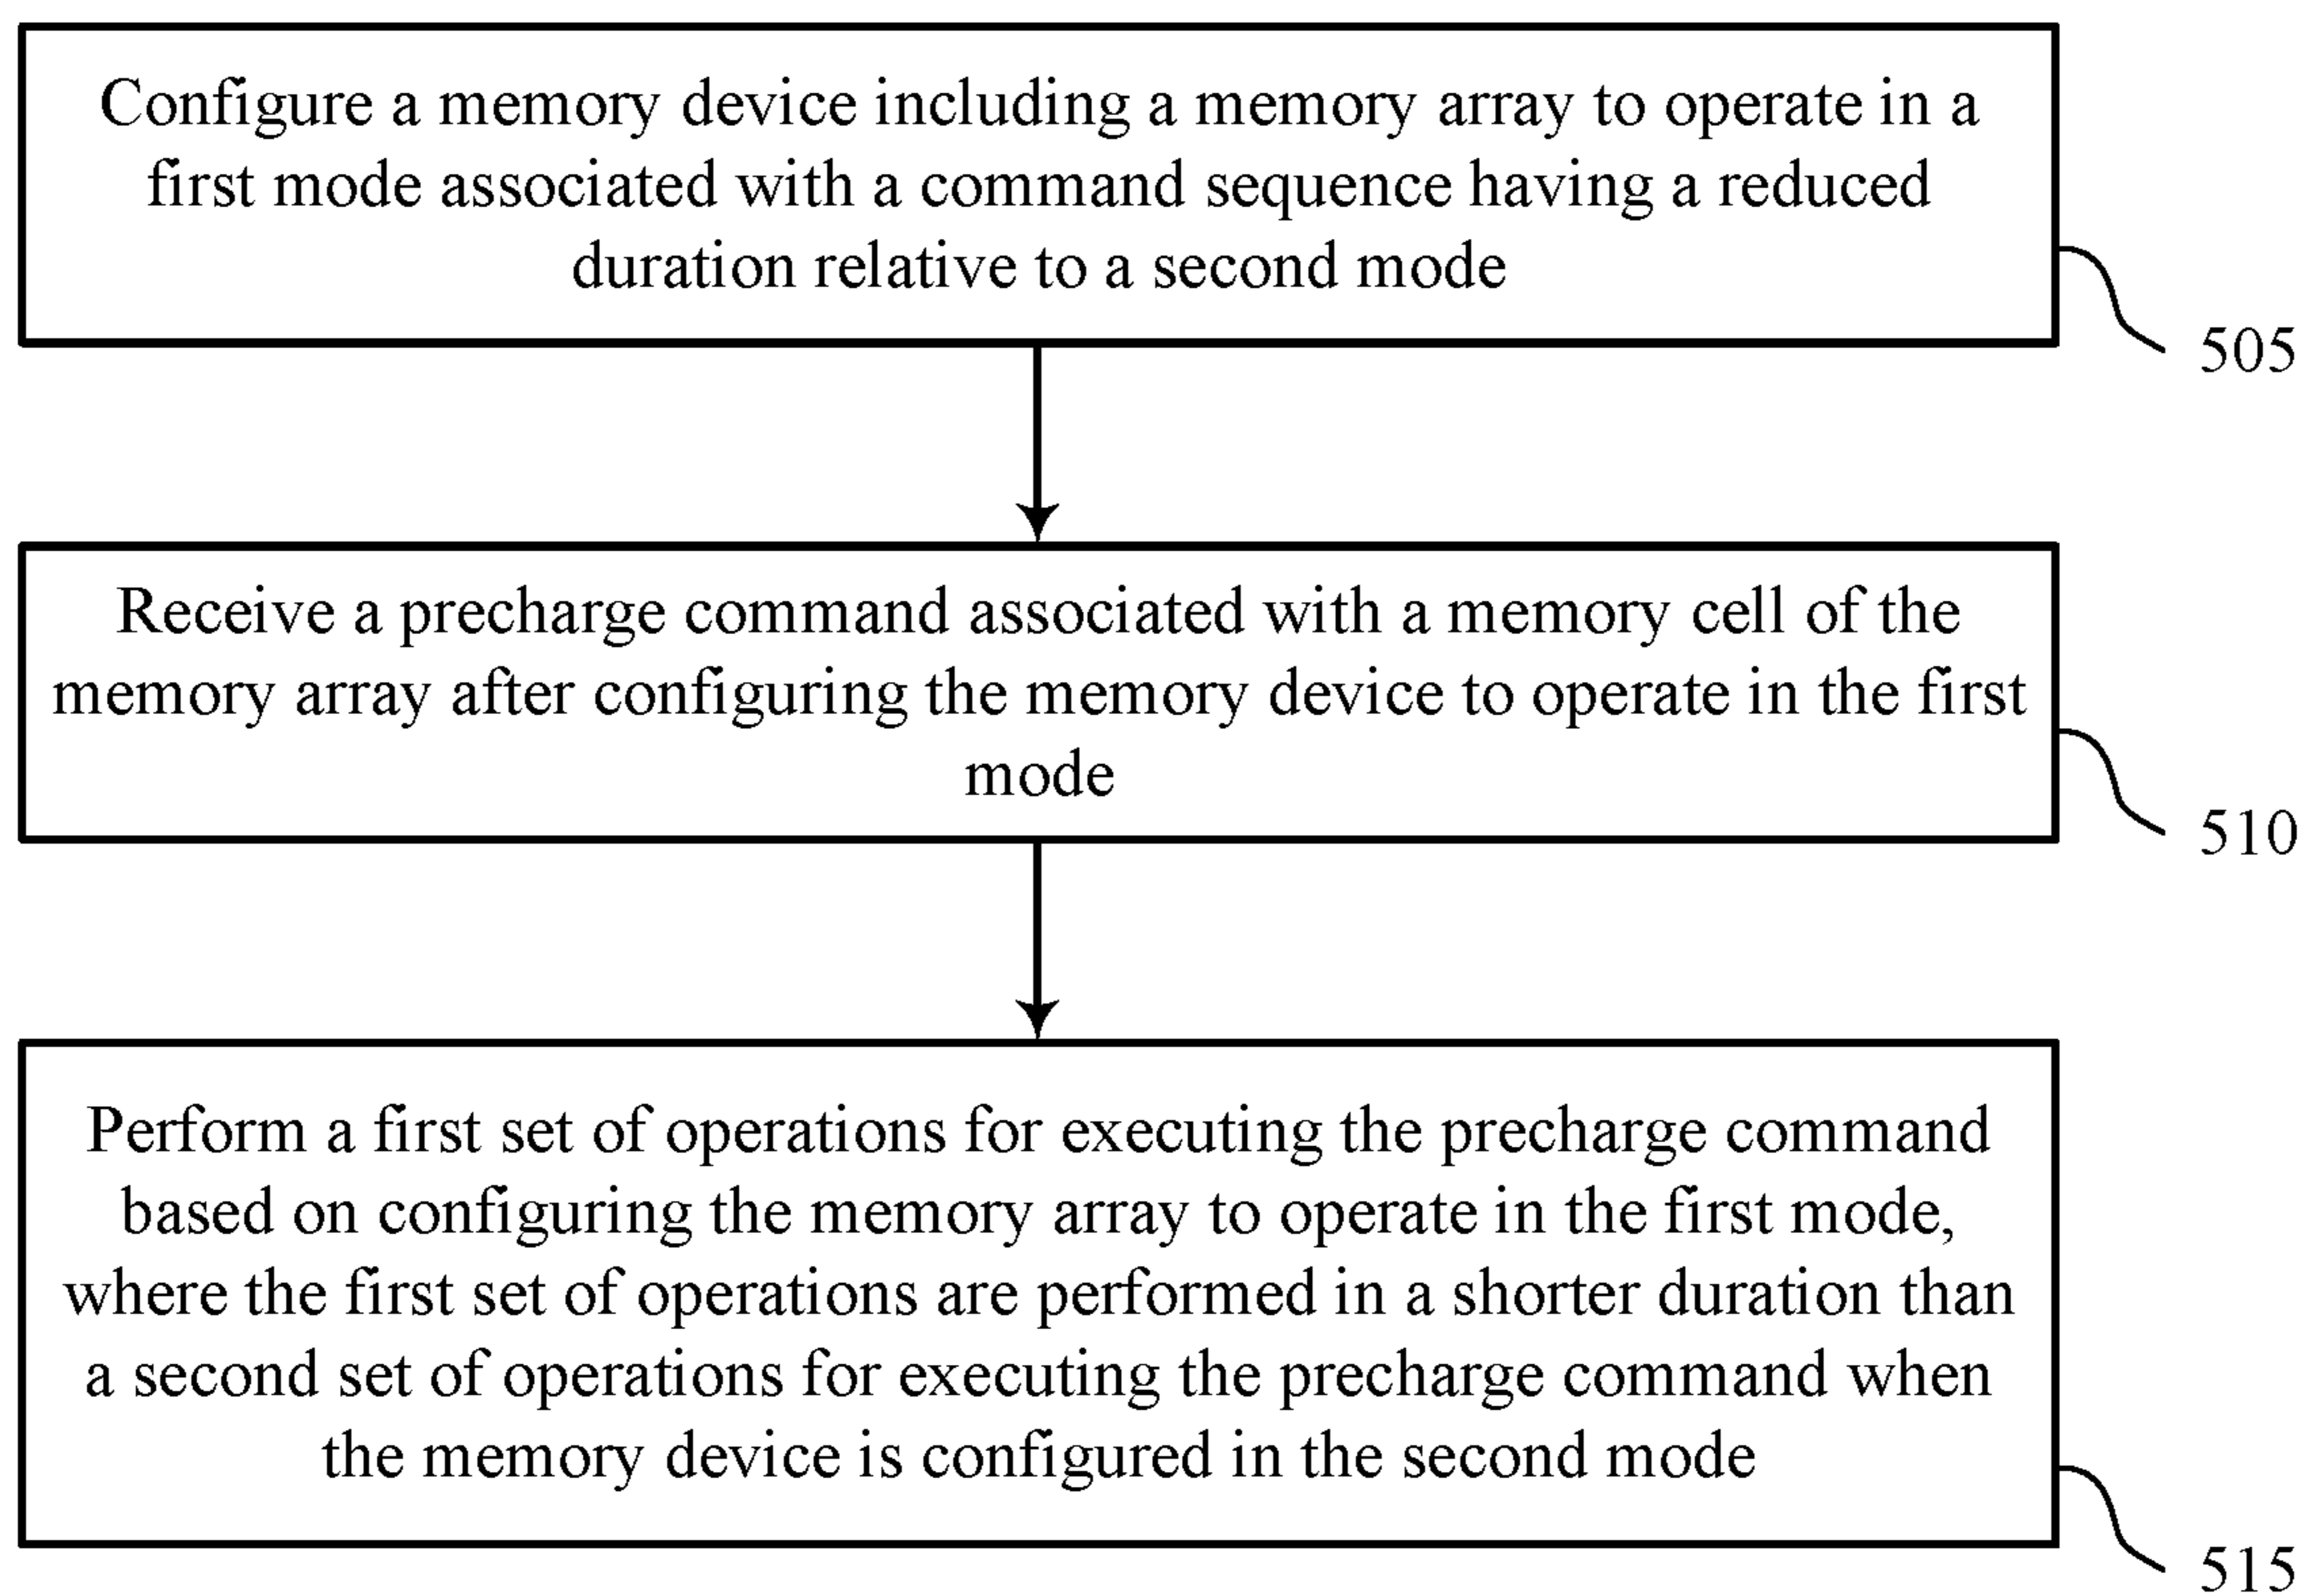 Configure a memory device including a memory array to operate in a
first mode associated with a command sequence having a reduced
duration relative to a second mode
505
Receive a precharge command associated with a memory cell of the
memory array after configuring the memory device to operate in the first
mode
510
Perform a first set of operations for executing the precharge command
based on configuring the memory array to operate in the first mode,
where the first set of operations are performed in a shorter duration than
a second set of operations for executing the precharge command when
the memory device is configured in the second mode
515